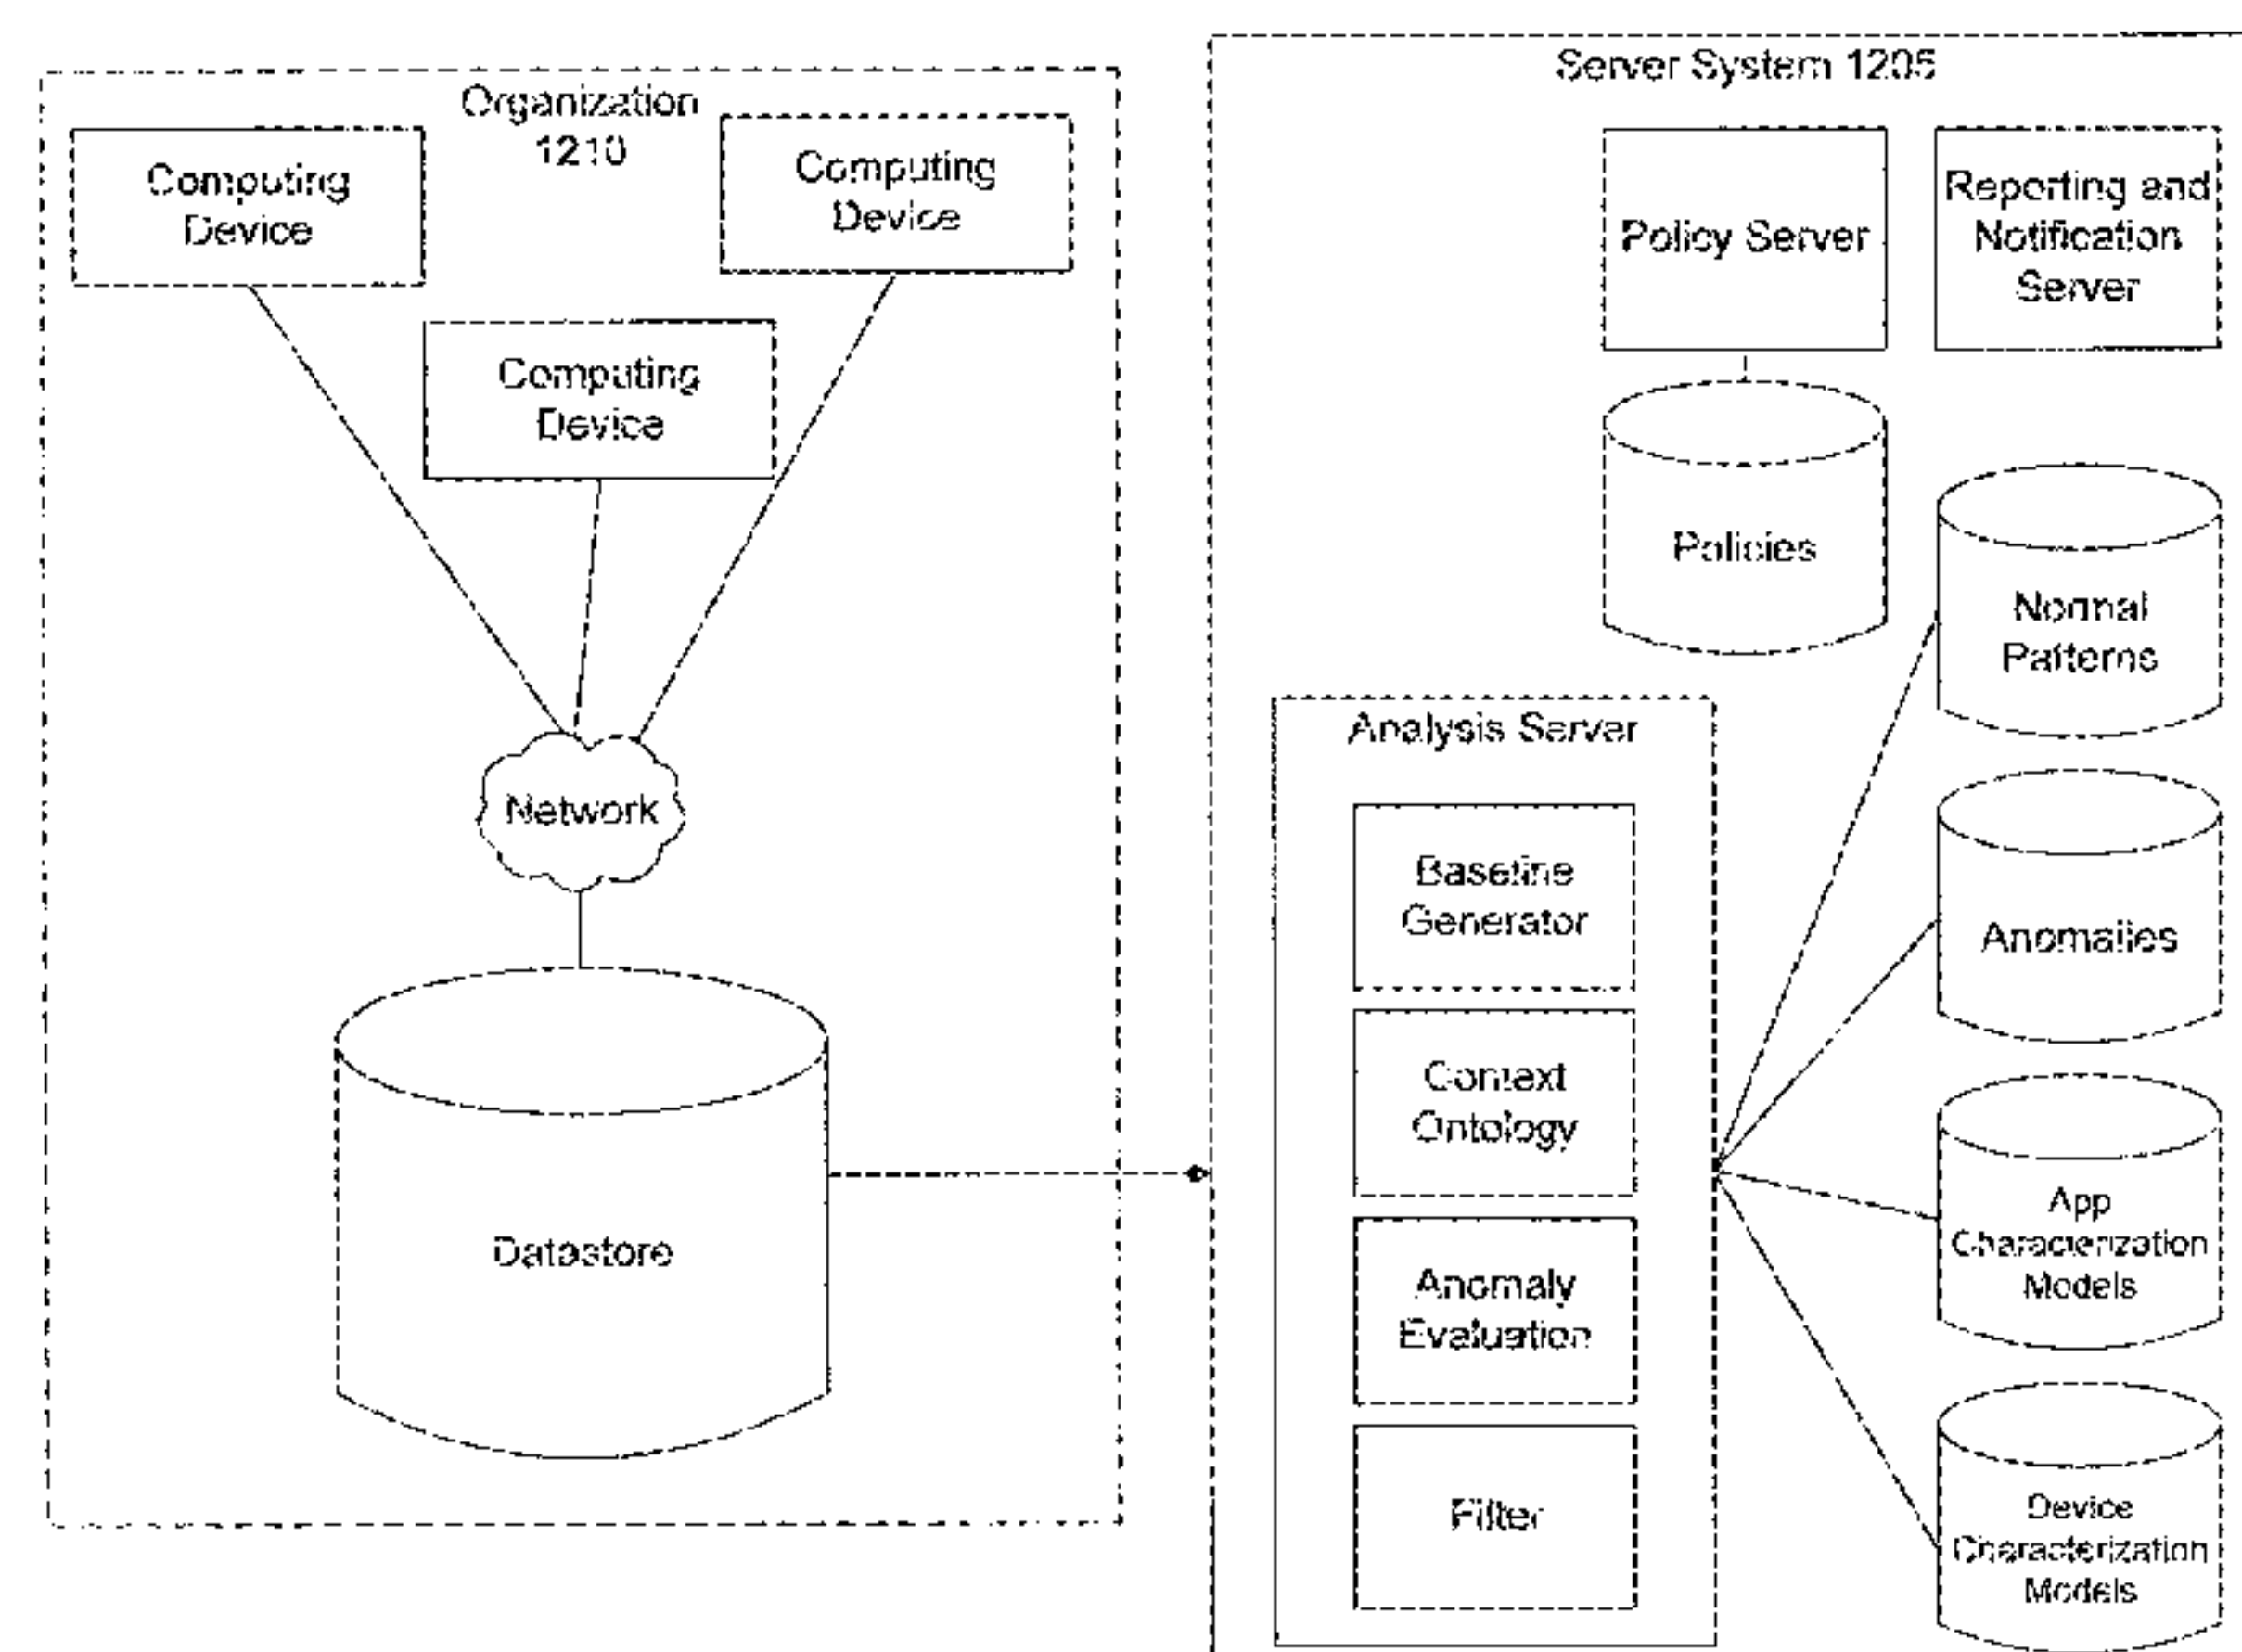 Organization
1210
Computing
Device
Computing
Device
Computing
Device
Network
Datastore
Server System 1205
Policy Server
Reporting and
Notification
Server
Policies
Normal
Patterns
Analysis Server
Baseline
Generator
Context
Ontology
Anomaly
Evaluation
Filter
Anomalies
App
Characterization
Models
Device
Characterization
Models